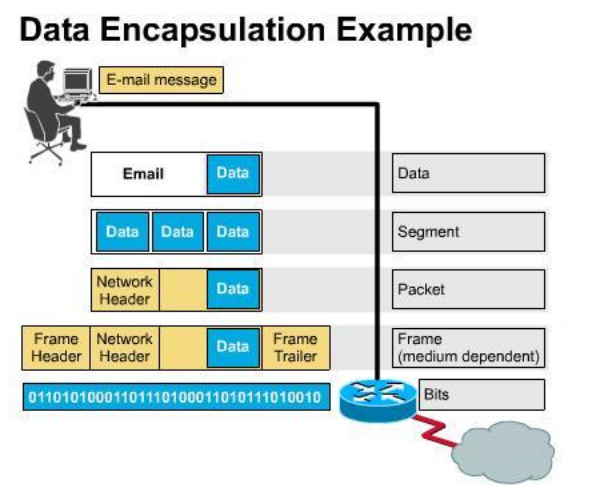 Data Encapsulation Example
E-mail message
Email
Data
Data
Data
Data
Data
Segment
Network
Header
Data
Packet
Frame
Header
Network
Header
Data
Frame
Trailer
Frame
(medium dependent)
01101010001101110100011010111010010
Bits